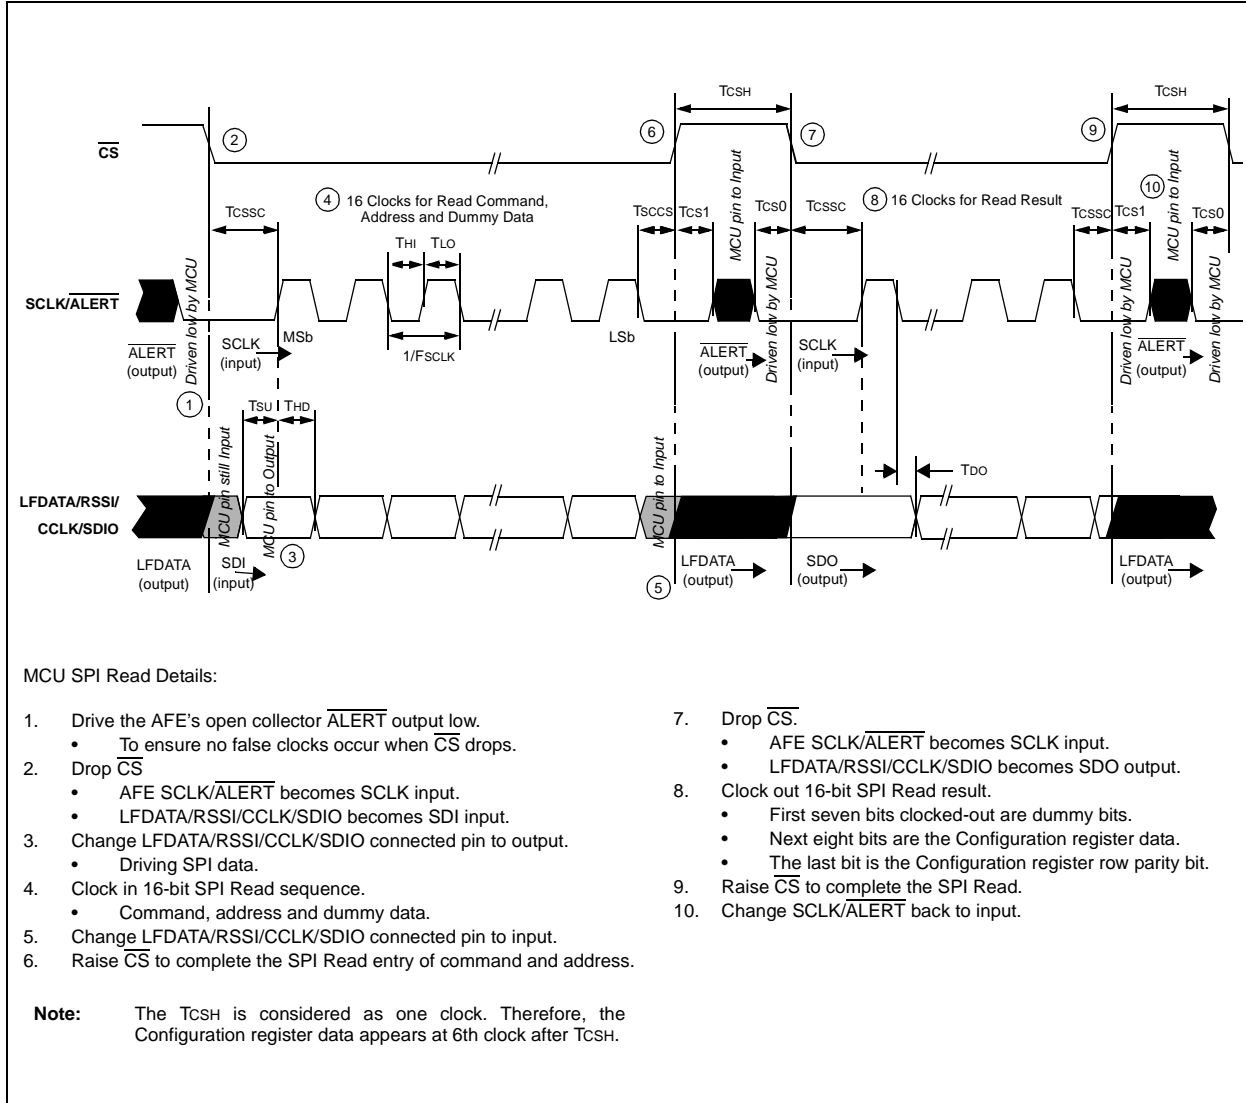 TCSH
TCSH
CS
2
6
7
9
MCU pin to Input
MCU pin to Input
10
4 16 Clocks for Read Command,
Address and Dummy Data
8 16 Clocks for Read Result
TCSSC
TSCCS
TCS1
TCS0
TCSSC
TCSSC
TCS1
TCS0
THI
TLO
SCLK/ALERT
Driven low by MCU
MSb
LSb
1/FSCLK
ALERT
(output)
SCLK
(input)
ALERT
(output)
Driven low by MCU
SCLK
(input)
Driven low by MCU
ALERT
(output)
Driven low by MCU
1
TSU
THD
TDO
LFDATA/RSSI/
CCLK/SDIO
MCU pin still Input
MCU pin to Output
MCU pin to Input
3
5
LFDATA
(output)
SDI
(input)
LFDATA
(output)
SDO
(output)
LFDATA
(output)
MCU SPI Read Details:
1. Drive the AFE's open collector ALERT output low.
• To ensure no false clocks occur when CS drops.
2. Drop CS
• AFE SCLK/ALERT becomes SCLK input.
• LFDATA/RSSI/CCLK/SDIO becomes SDI input.
3. Change LFDATA/RSSI/CCLK/SDIO connected pin to output.
• Driving SPI data.
4. Clock in 16-bit SPI Read sequence.
• Command, address and dummy data.
5. Change LFDATA/RSSI/CCLK/SDIO connected pin to input.
6. Raise CS to complete the SPI Read entry of command and address.
7. Drop CS.
• AFE SCLK/ALERT becomes SCLK input.
• LFDATA/RSSI/CCLK/SDIO becomes SDO output.
8. Clock out 16-bit SPI Read result.
• First seven bits clocked-out are dummy bits.
• Next eight bits are the Configuration register data.
• The last bit is the Configuration register row parity bit.
9. Raise CS to complete the SPI Read.
10. Change SCLK/ALERT back to input.
Note: The TCSH is considered as one clock. Therefore, the
Configuration register data appears at 6th clock after TCSH.